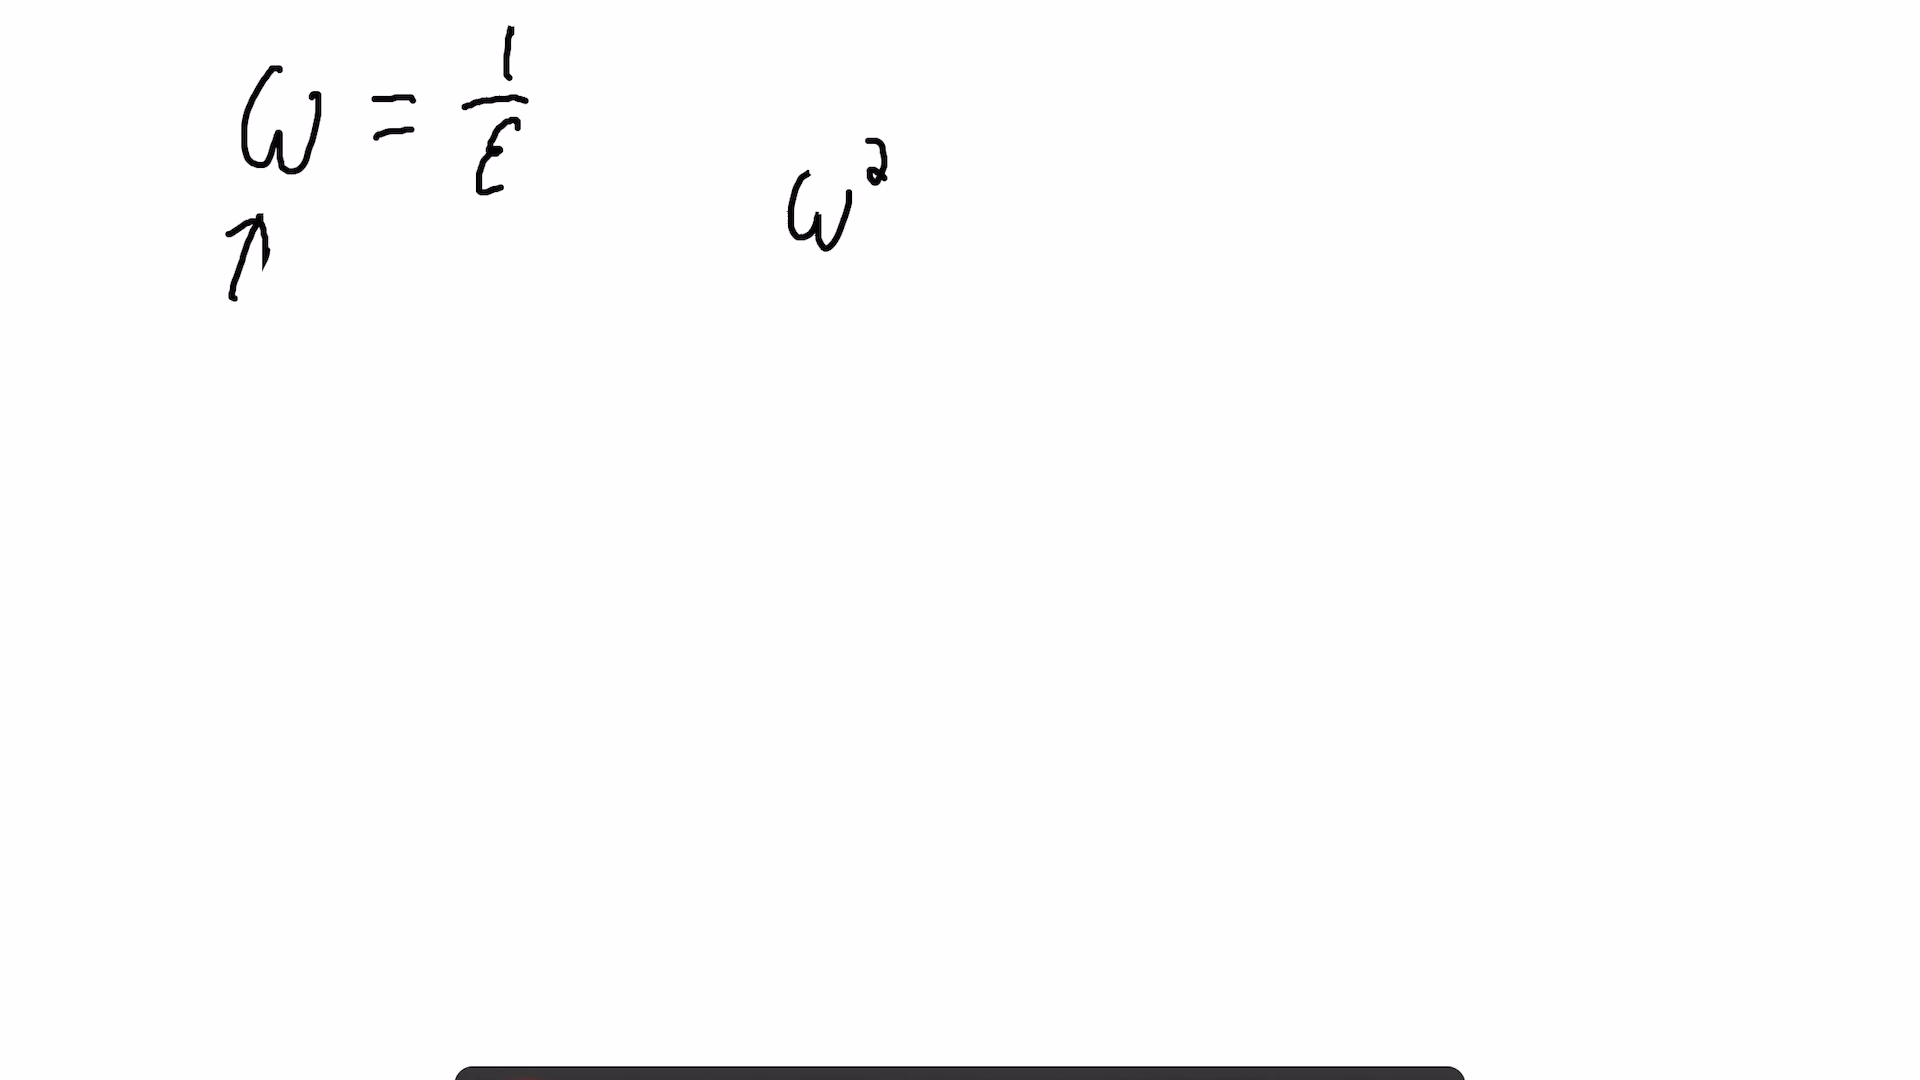 ω = 1/ε
↑
ω²